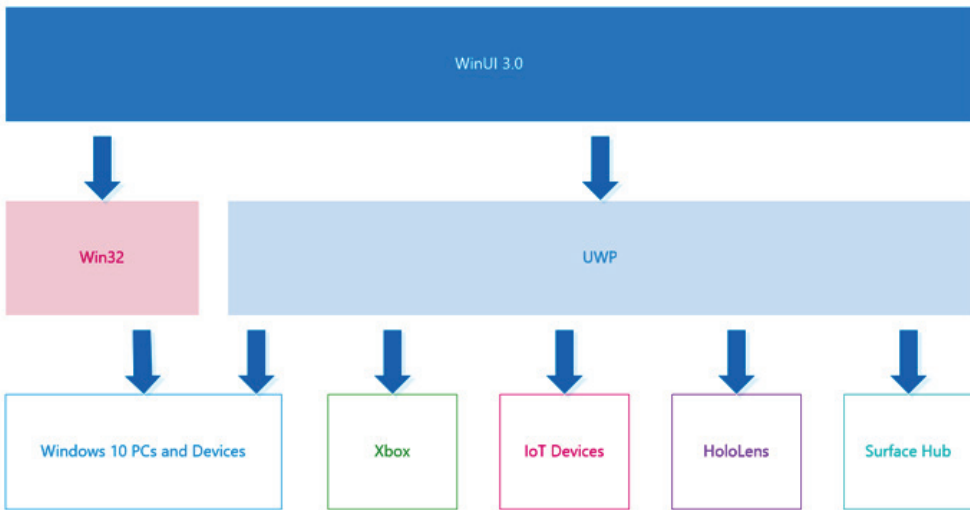 WinUI 3.0
Win32
UWP
Windows 10 PCs and Devices
Xbox
IoT Devices
HoloLens
Surface Hub